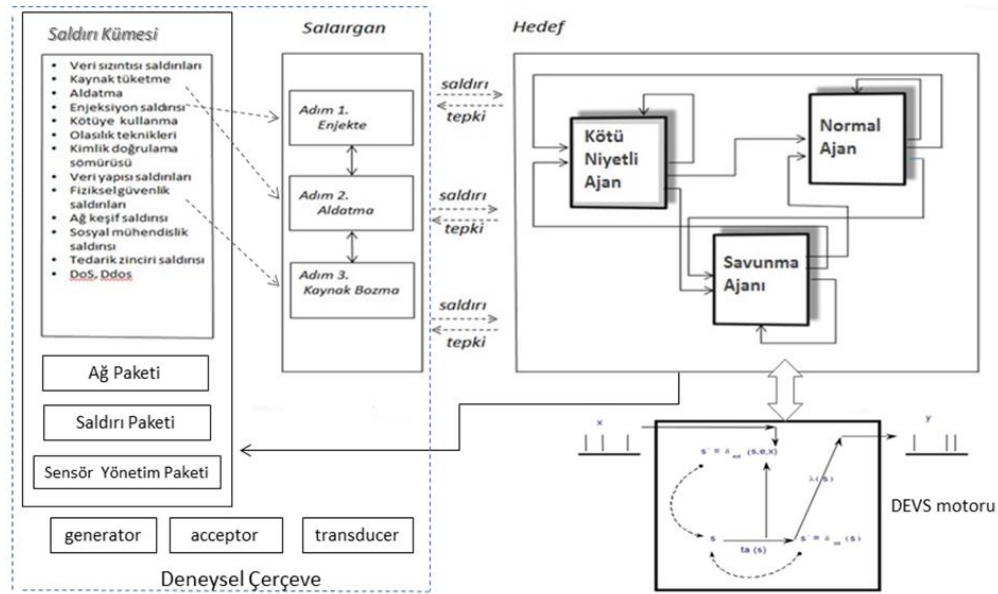 Saldırı Kümesi
• Veri sızıntısı saldırıları
• Kaynak tüketme
• Aldatma
• Enjeksiyon saldırısı
• Kötüye kullanma
• Olasılık teknikleri
• Kimlik doğrulama
sömürüsü
• Veri yapısı saldırıları
• Fiziksel güvenlik
saldırıları
• Ağ keşif saldırısı
• Sosyal mühendislik
saldırısı
• Tedarik zinciri saldırısı
• DoS, Ddos
Ağ Paketi
Saldırı Paketi
Sensör Yönetim Paketi
generator
acceptor
transducer
Deneysel Çerçeve
Saldırgan
Adım 1.
Enjekte
Adım 2.
Aldatma
Adım 3.
Kaynak Bozma
saldırı
tepki
saldırı
tepki
saldırı
tepki
Hedef
Kötü
Niyetli
Ajan
Normal
Ajan
Savunma
Ajanı
x
y
s
ta (s)
λ(s)
DEVS motoru